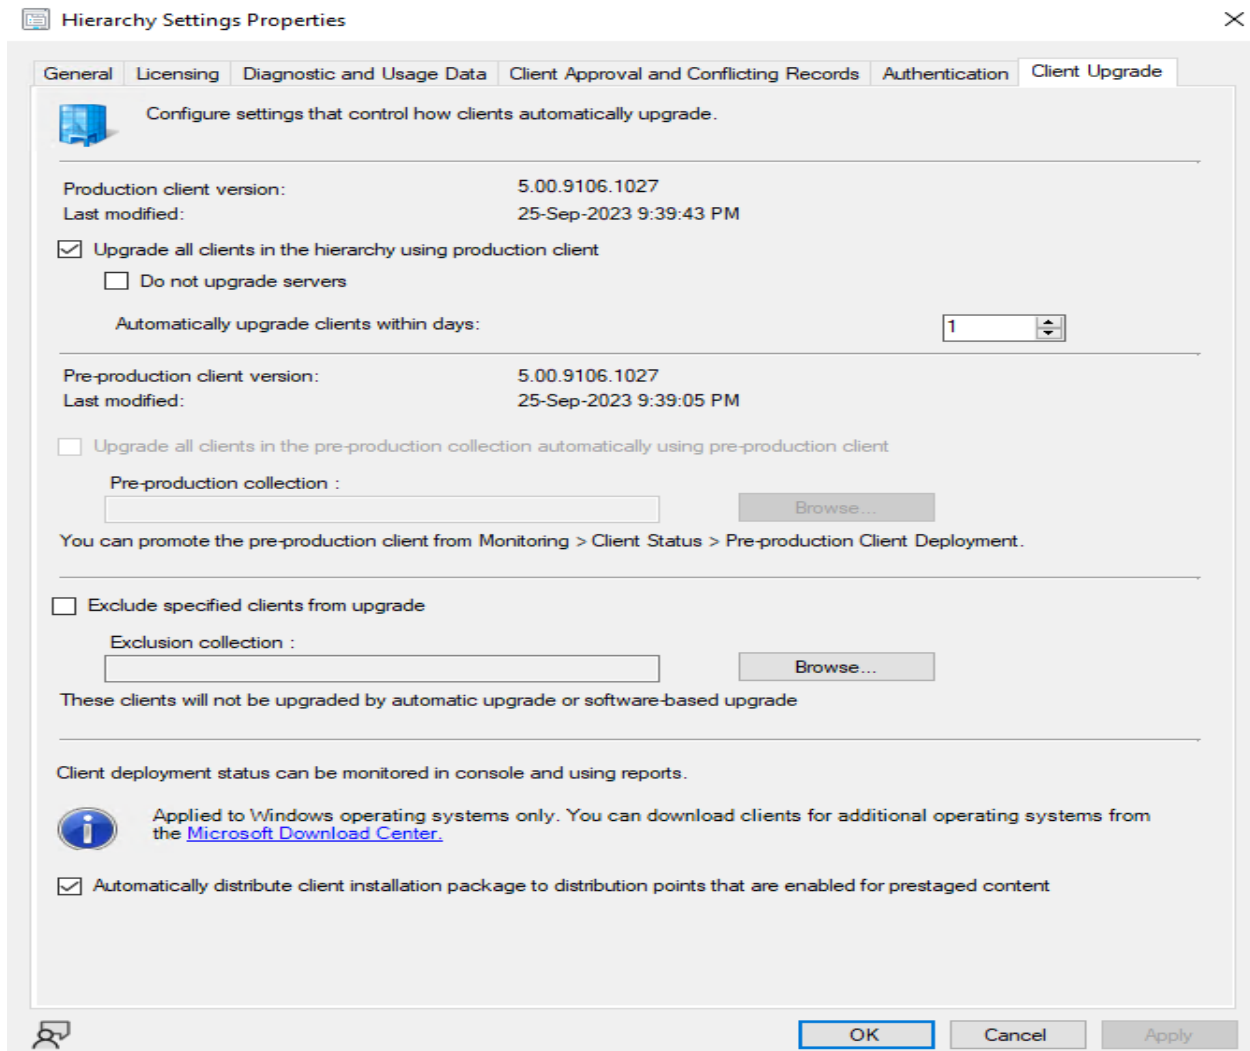 Hierarchy Settings Properties
General Licensing Diagnostic and Usage Data Client Approval and Conflicting Records Authentication Client Upgrade
Configure settings that control how clients automatically upgrade.
Production client version: 5.00.9106.1027
Last modified: 25-Sep-2023 9:39:43 PM
Upgrade all clients in the hierarchy using production client
Do not upgrade servers
Automatically upgrade clients within days: 1
Pre-production client version: 5.00.9106.1027
Last modified: 25-Sep-2023 9:39:05 PM
Upgrade all clients in the pre-production collection automatically using pre-production client
Pre-production collection :
Browse...
You can promote the pre-production client from Monitoring > Client Status > Pre-production Client Deployment.
Exclude specified clients from upgrade
Exclusion collection :
Browse...
These clients will not be upgraded by automatic upgrade or software-based upgrade
Client deployment status can be monitored in console and using reports.
Applied to Windows operating systems only. You can download clients for additional operating systems from
the Microsoft Download Center.
Automatically distribute client installation package to distribution points that are enabled for prestaged content
OK Cancel Apply